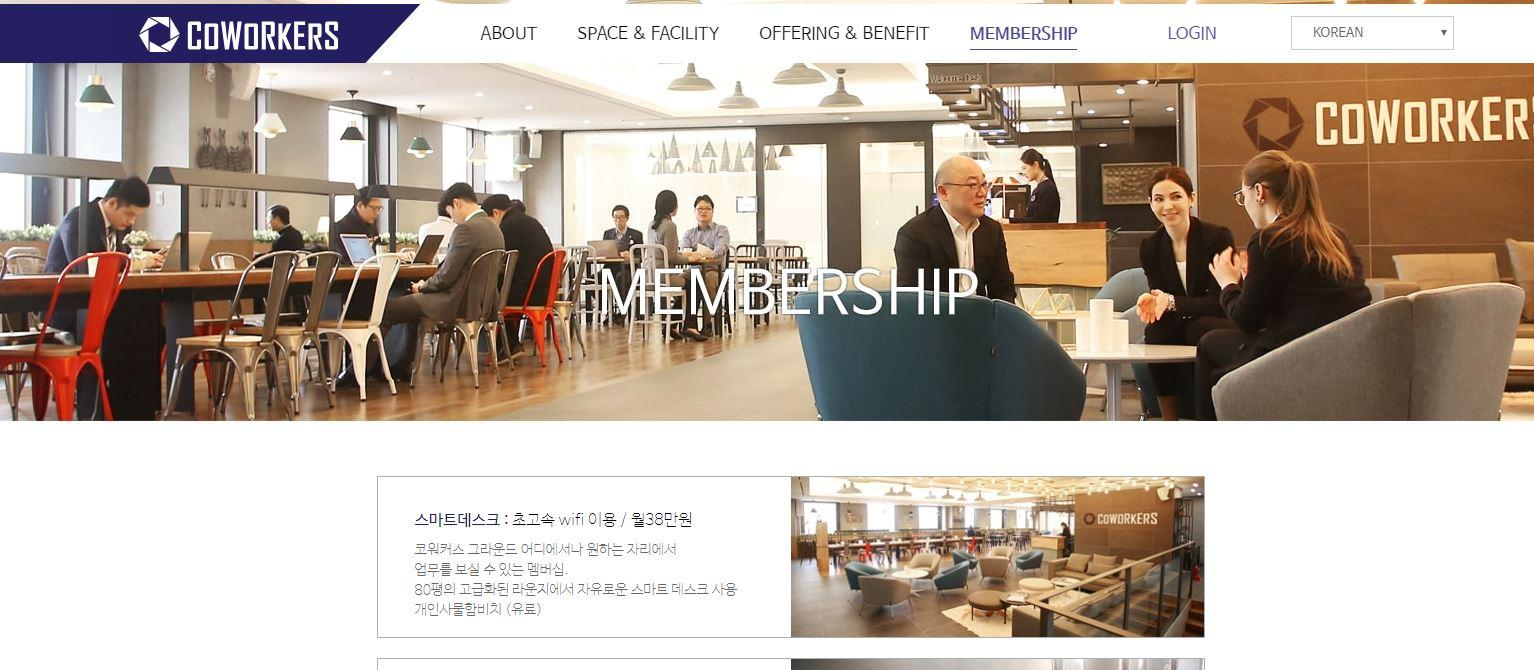 COWORKERS
ABOUT
SPACE & FACILITY
OFFERING & BENEFIT
MEMBERSHIP
LOGIN
KOREAN
Welcome Desk
COWORKERS
MEMBERSHIP
스마트데스크 : 초고속 wifi 이용 / 월38만원
코워커스 그라운드 어디에서나 원하는 자리에서
업무를 보실 수 있는 멤버십.
80평의 고급화된 라운지에서 자유로운 스마트 데스크 사용
개인사물함비치 (유료)
COWORKERS